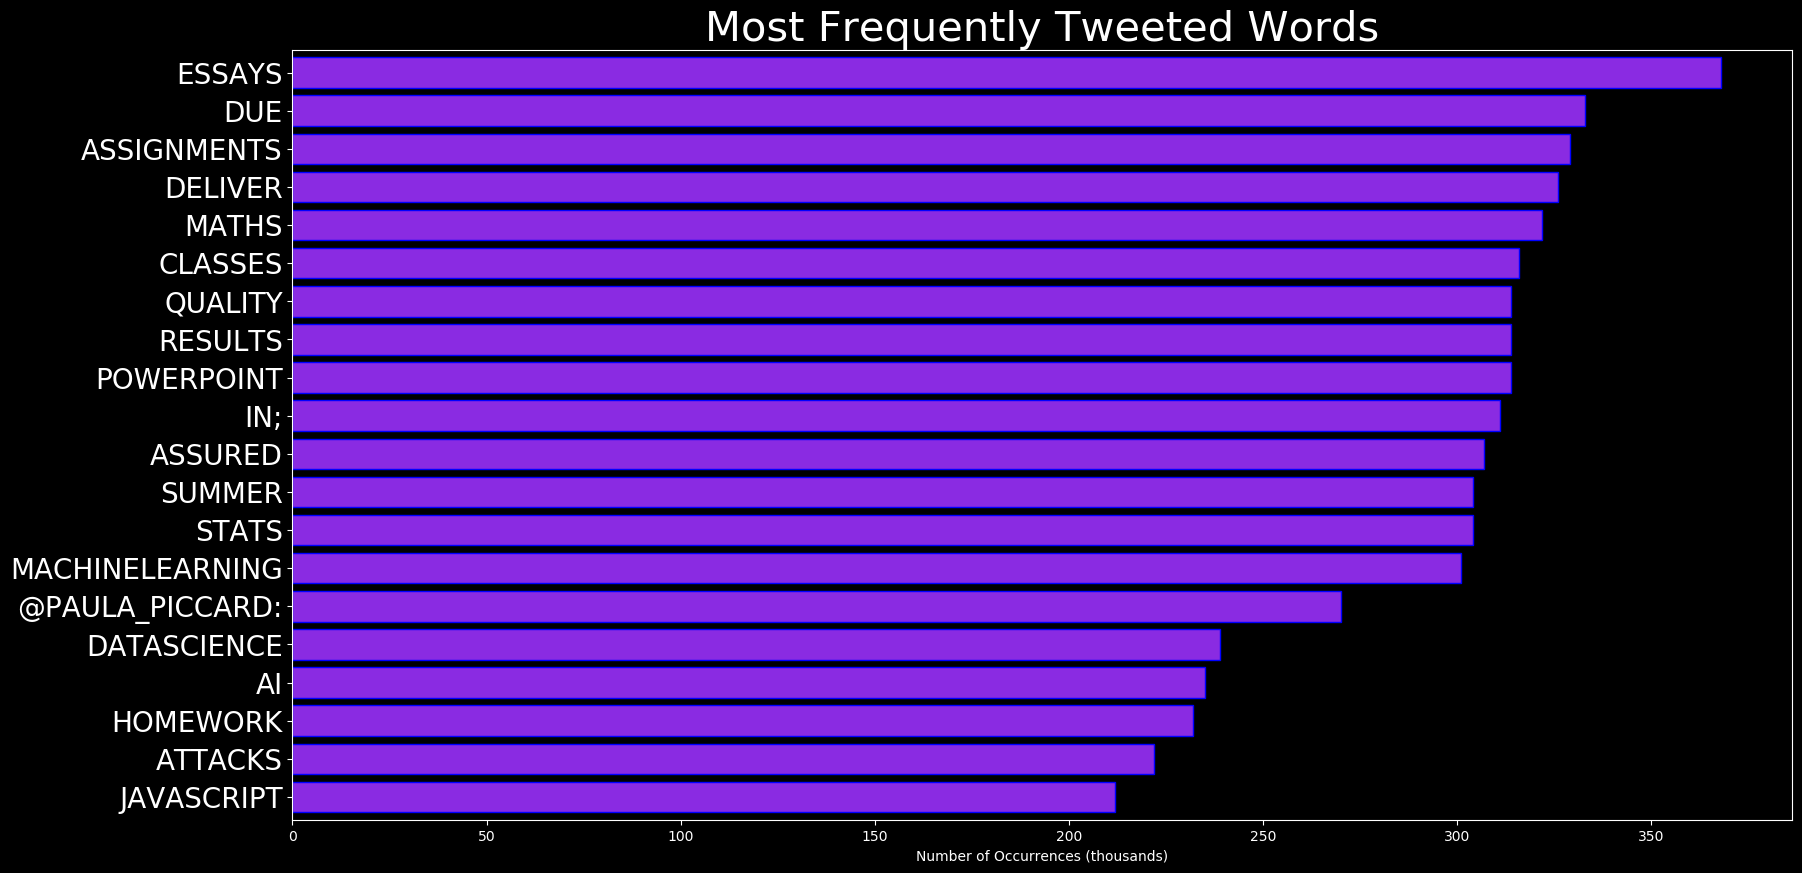 Most Frequently Tweeted Words
ESSAYS
DUE
ASSIGNMENTS
DELIVER
MATHS
CLASSES
QUALITY
RESULTS
POWERPOINT
IN;
ASSURED
SUMMER
STATS
MACHINELEARNING
@PAULA_PICCARD:
DATASCIENCE
AI
HOMEWORK
ATTACKS
JAVASCRIPT
0 50 100 150 200 250 300 350
Number of Occurrences (thousands)